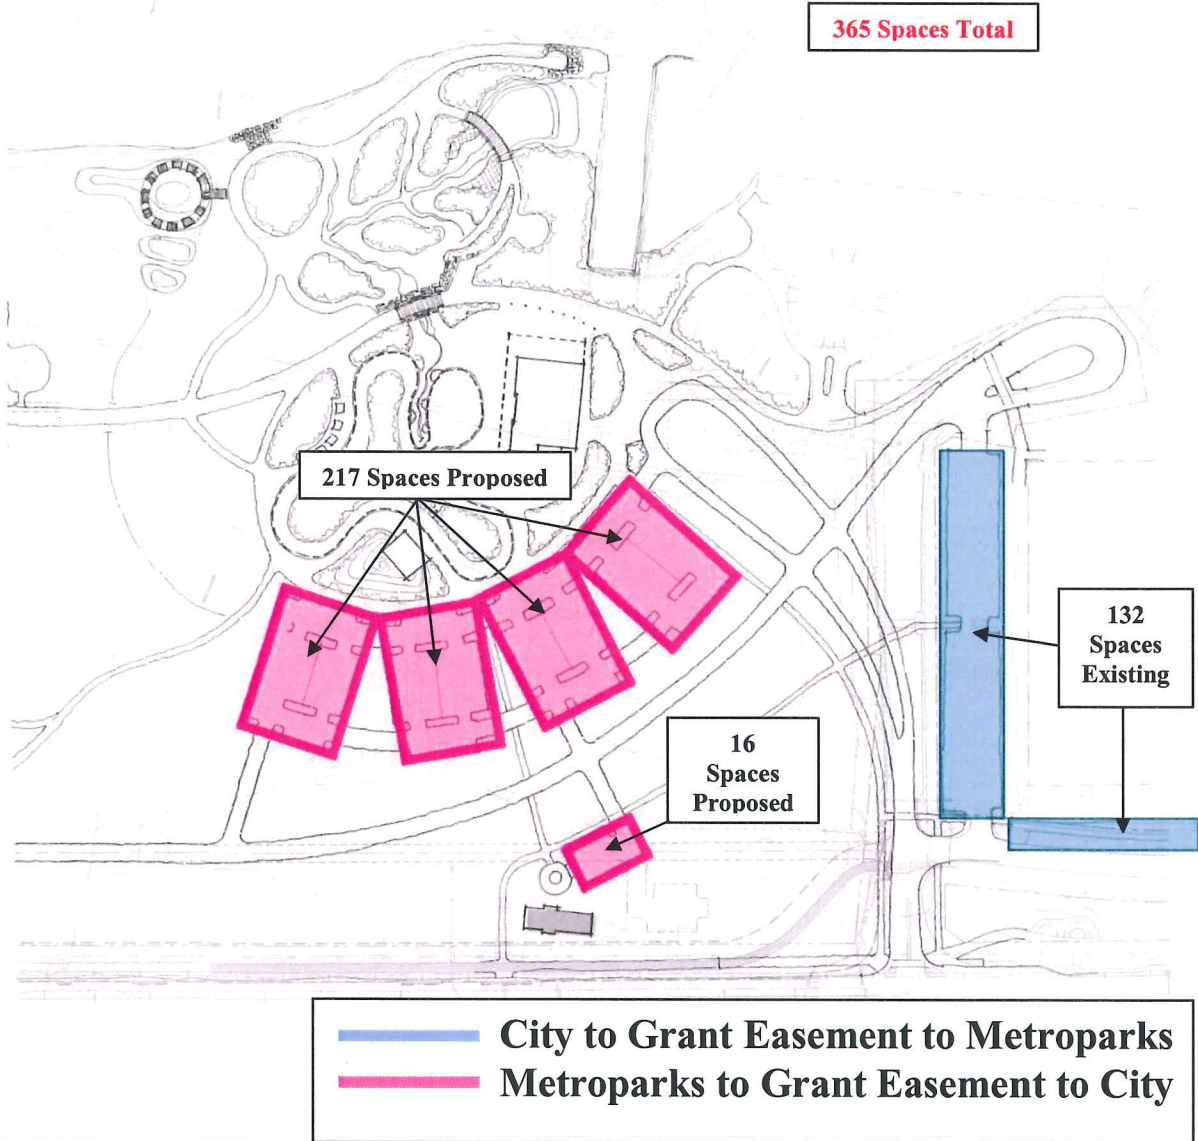 365 Spaces Total
217 Spaces Proposed
132
Spaces
Existing
16
Spaces
Proposed
City to Grant Easement to Metroparks
Metroparks to Grant Easement to City